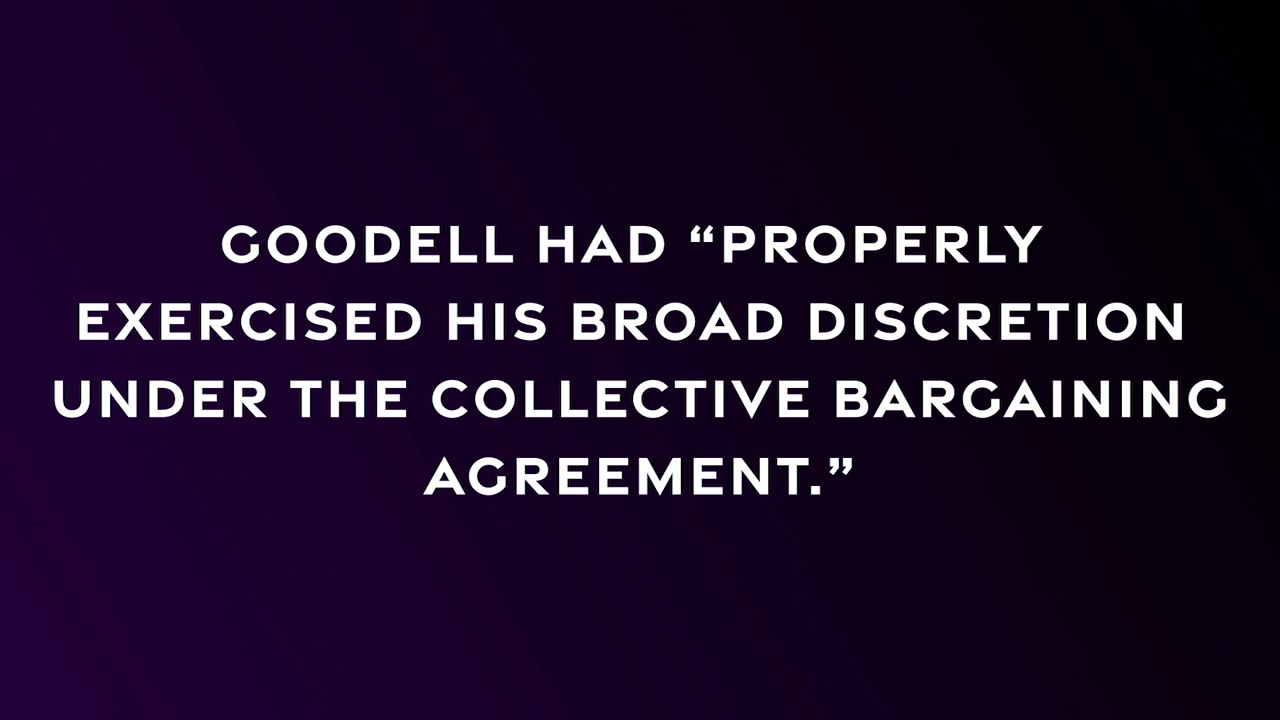 GOODELL HAD “PROPERLY
EXERCISED HIS BROAD DISCRETION
UNDER THE COLLECTIVE BARGAINING
AGREEMENT.”